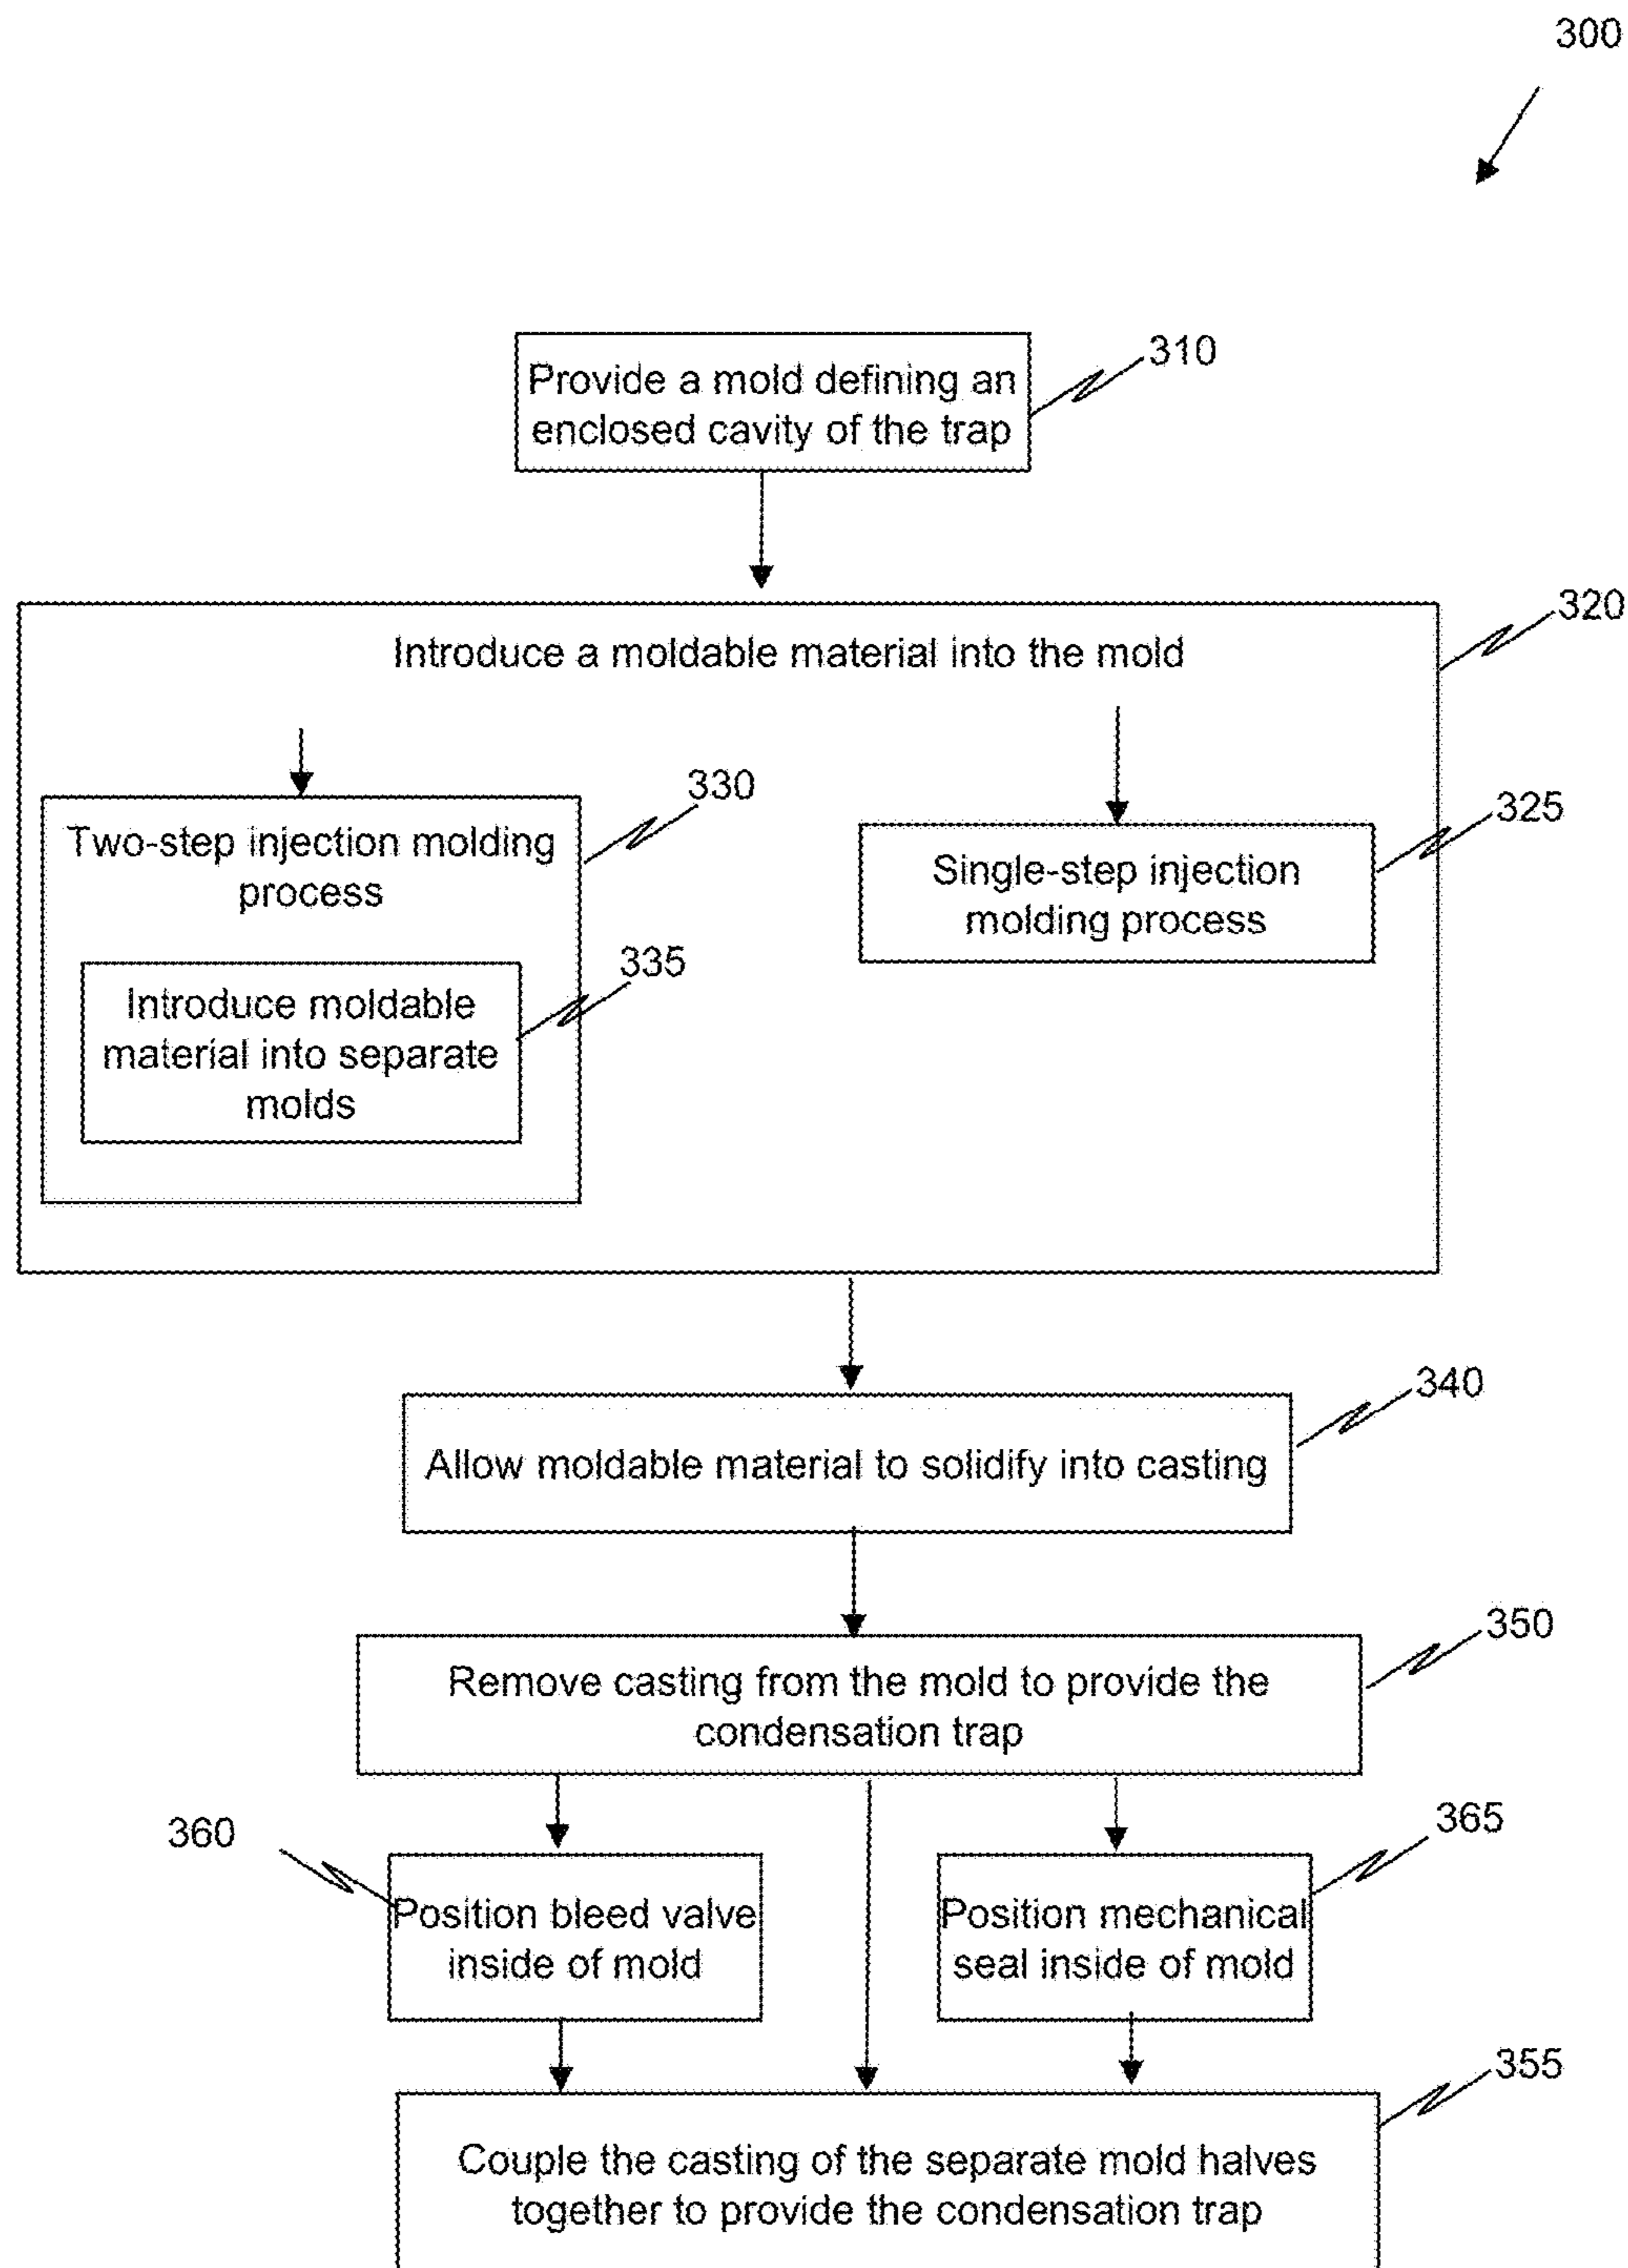 300
310
Provide a mold defining an
enclosed cavity of the trap
320
Introduce a moldable material into the mold
330
Two-step injection molding
process
325
Single-step injection
molding process
335
Introduce moldable
material into separate
molds
340
Allow moldable material to solidify into casting
350
Remove casting from the mold to provide the
condensation trap
360
Position bleed valve
inside of mold
365
Position mechanical
seal inside of mold
355
Couple the casting of the separate mold halves
together to provide the condensation trap